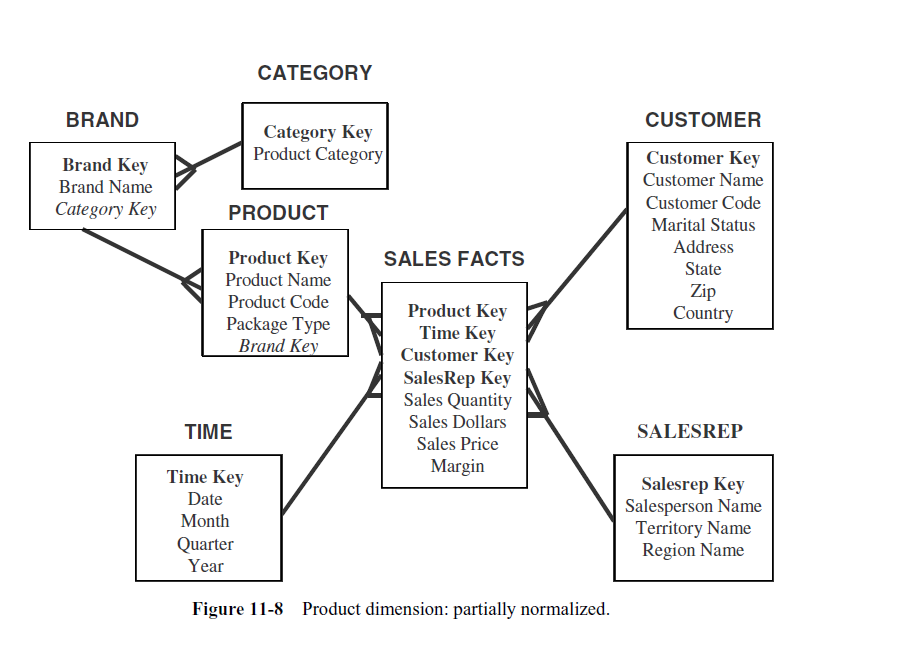 CATEGORY
Category Key
Product Category
BRAND
Brand Key
Brand Name
Category Key
PRODUCT
Product Key
Product Name
Product Code
Package Type
Brand Key
SALES FACTS
Product Key
Time Key
Customer Key
SalesRep Key
Sales Quantity
Sales Dollars
Sales Price
Margin
CUSTOMER
Customer Key
Customer Name
Customer Code
Marital Status
Address
State
Zip
Country
TIME
Time Key
Date
Month
Quarter
Year
SALESREP
Salesrep Key
Salesperson Name
Territory Name
Region Name
Figure 11-8 Product dimension: partially normalized.